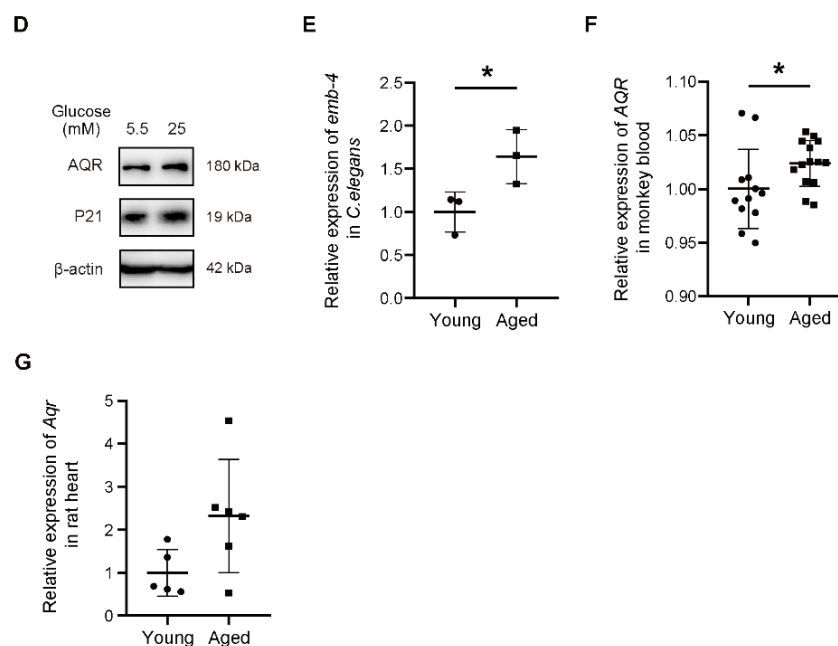 D
Glucose
(mM) 5.5 25
AQR 180 kDa
P21 19 kDa
β-actin 42 kDa
E
Relative expression of emb-4
in C.elegans
2.5
2.0
1.5
1.0
0.5
0.0
*
Young Aged
F
Relative expression of AQR
in monkey blood
1.10
1.05
1.00
0.95
0.90
*
Young Aged
G
Relative expression of Aqr
in rat heart
5
4
3
2
1
0
Young Aged